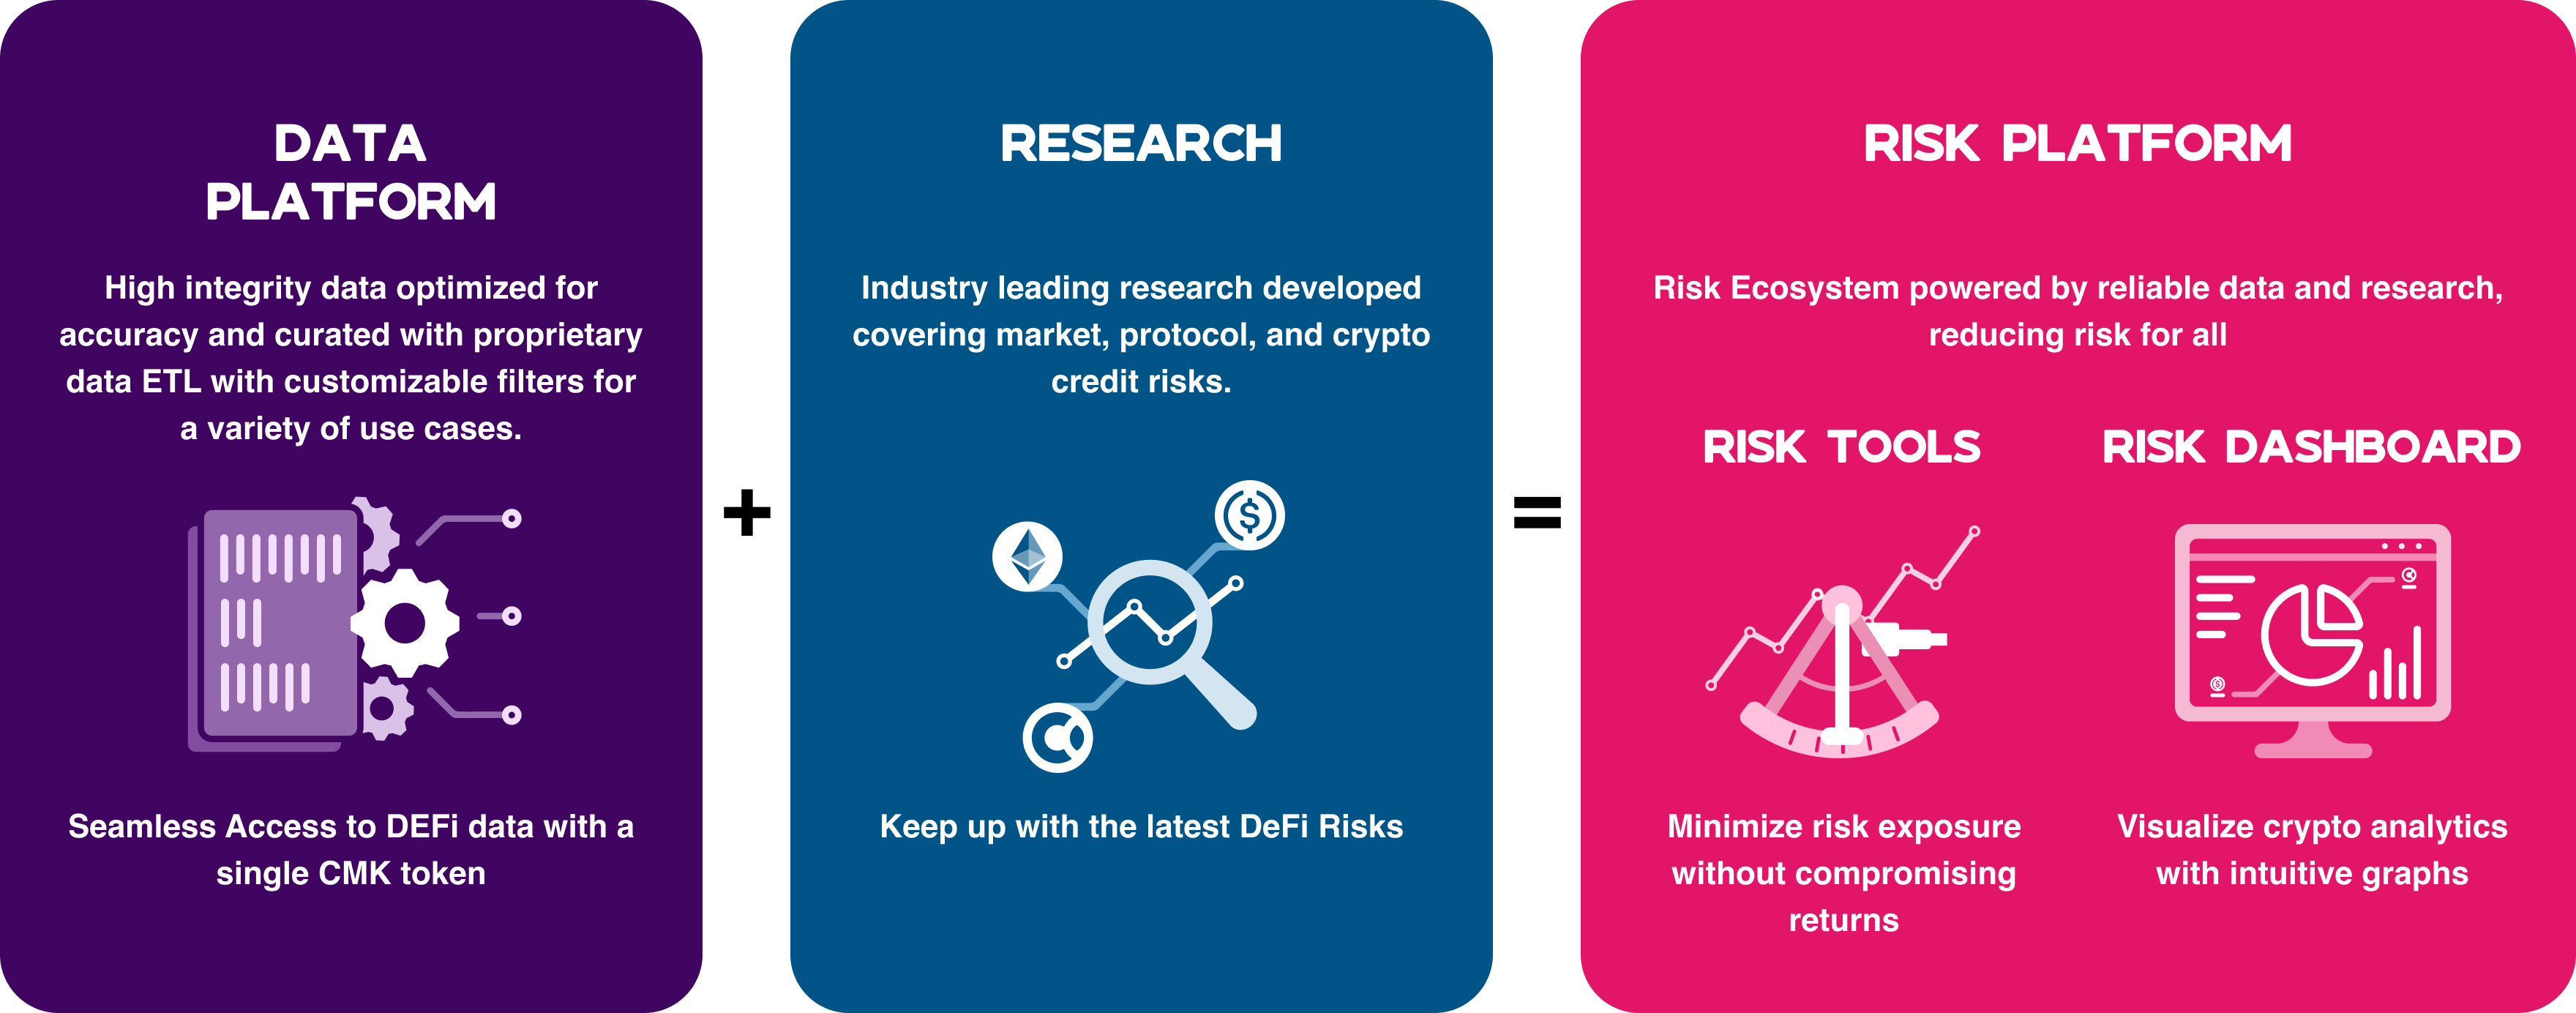 DATA
PLATFORM
High integrity data optimized for
accuracy and curated with proprietary
data ETL with customizable filters for
a variety of use cases.
Seamless Access to DEFi data with a
single CMK token
+
RESEARCH
Industry leading research developed
covering market, protocol, and crypto
credit risks.
Keep up with the latest DeFi Risks
=
RISK PLATFORM
Risk Ecosystem powered by reliable data and research,
reducing risk for all
RISK TOOLS
Minimize risk exposure
without compromising
returns
RISK DASHBOARD
Visualize crypto analytics
with intuitive graphs